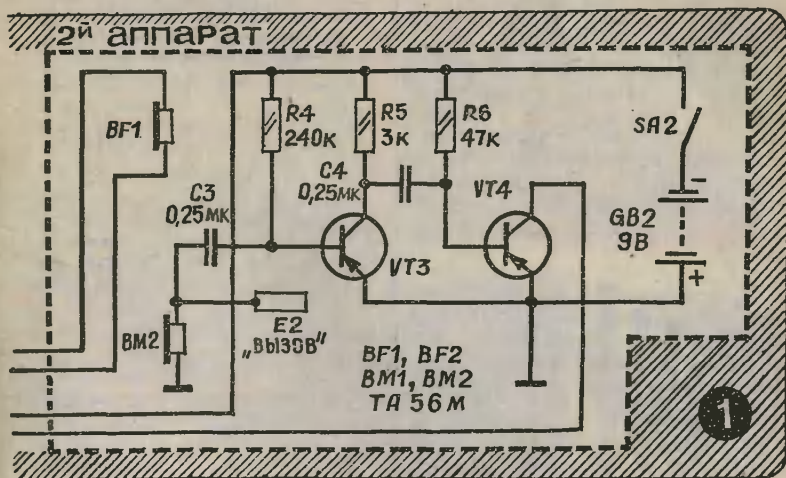 2й аппарат
BF1
R4
240к
R5
3к
R6
47к
SA2
C3
0,25мк
C4
0,25мк
VT3
VT4
–
GB2
9В
+
BM2
E2
„ВЫЗОВ"
BF1, BF2
BM1, BM2
ТА 56М
1